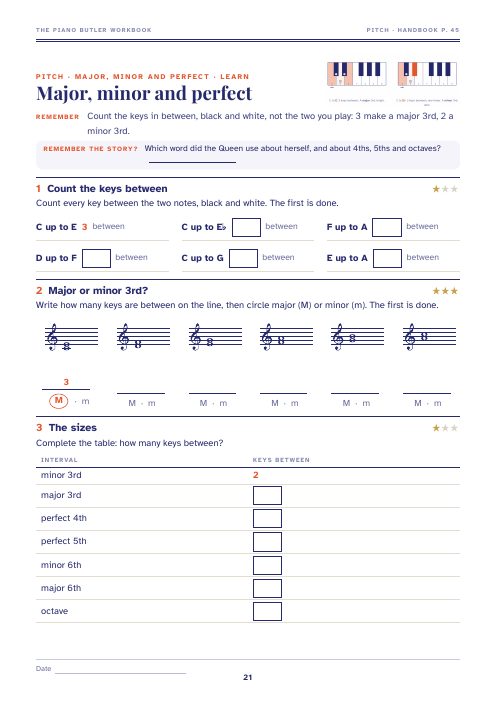 THE PIANO BUTLER WORKBOOK
PITCH · HANDBOOK P. 45
PITCH · MAJOR, MINOR AND PERFECT · LEARN
Major, minor and perfect
REMEMBER Count the keys in between, black and white, not the two you play: 3 make a major 3rd, 2 a
minor 3rd.
REMEMBER THE STORY? Which word did the Queen use about herself, and about 4ths, 5ths and octaves?
1 Count the keys between
Count every key between the two notes, black and white. The first is done.
C up to E 3 between
C up to E♭ between
F up to A between
D up to F between
C up to G between
E up to A between
2 Major or minor 3rd?
Write how many keys are between on the line, then circle major (M) or minor (m). The first is done.
3
M · m
M · m
M · m
M · m
M · m
M · m
3 The sizes
Complete the table: how many keys between?
INTERVAL KEYS BETWEEN
minor 3rd 2
major 3rd
perfect 4th
perfect 5th
minor 6th
major 6th
octave
Date
21